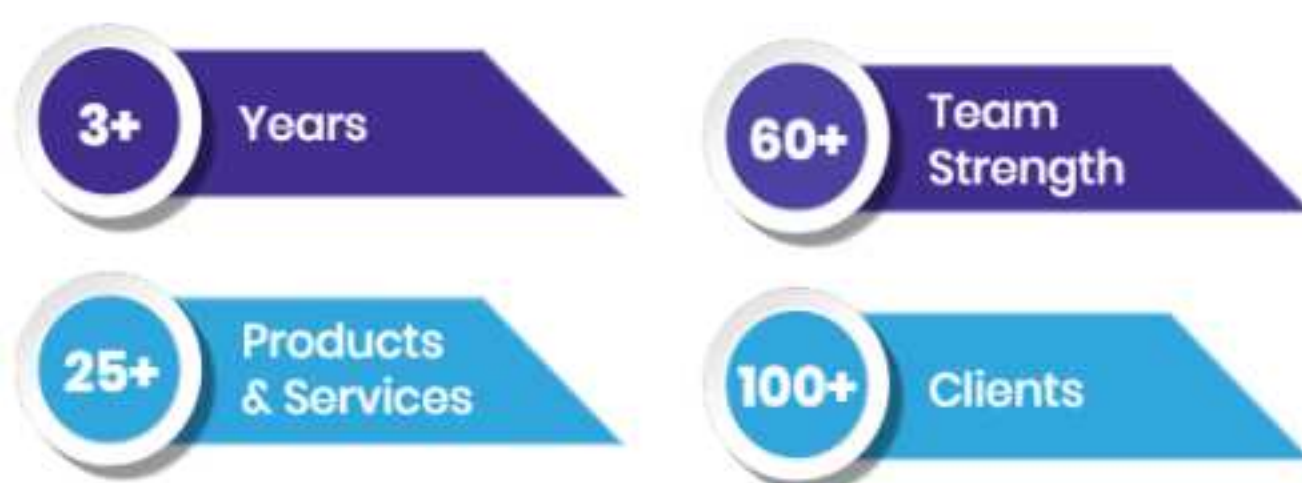 3+
Years
60+
Team
Strength
25+
Products
& Services
100+
Clients